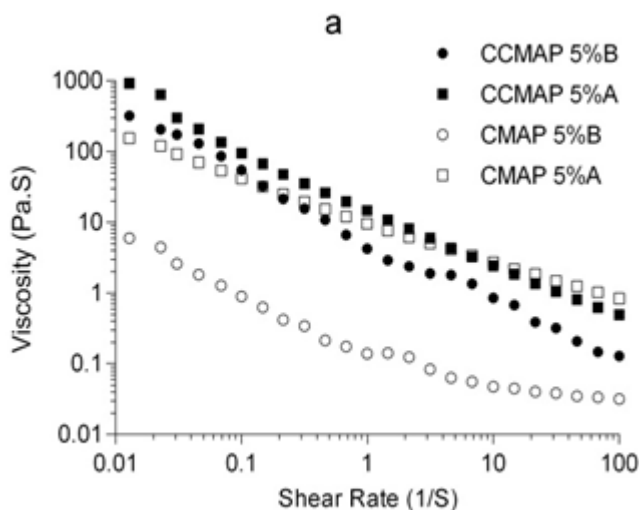 a
CCMAP 5%B
CCMAP 5%A
CMAP 5%B
CMAP 5%A
Viscosity (Pa.S)
1000
100
10
1
0.1
0.01
0.01
0.1
1
10
100
Shear Rate (1/S)